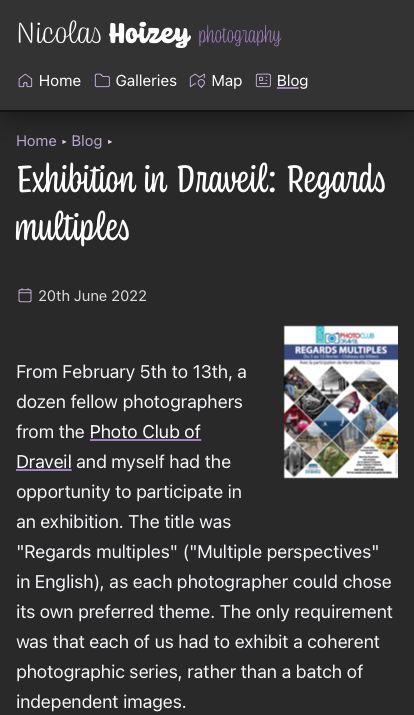 Nicolas Hoizey photography
Home Galleries Map Blog
Home ▸ Blog ▸
Exhibition in Draveil: Regards
multiples
20th June 2022
PHOTOCLUB
REGARDS MULTIPLES
From February 5th to 13th, a
dozen fellow photographers
from the Photo Club of
Draveil and myself had the
opportunity to participate in
an exhibition. The title was
"Regards multiples" ("Multiple perspectives"
in English), as each photographer could chose
its own preferred theme. The only requirement
was that each of us had to exhibit a coherent
photographic series, rather than a batch of
independent images.